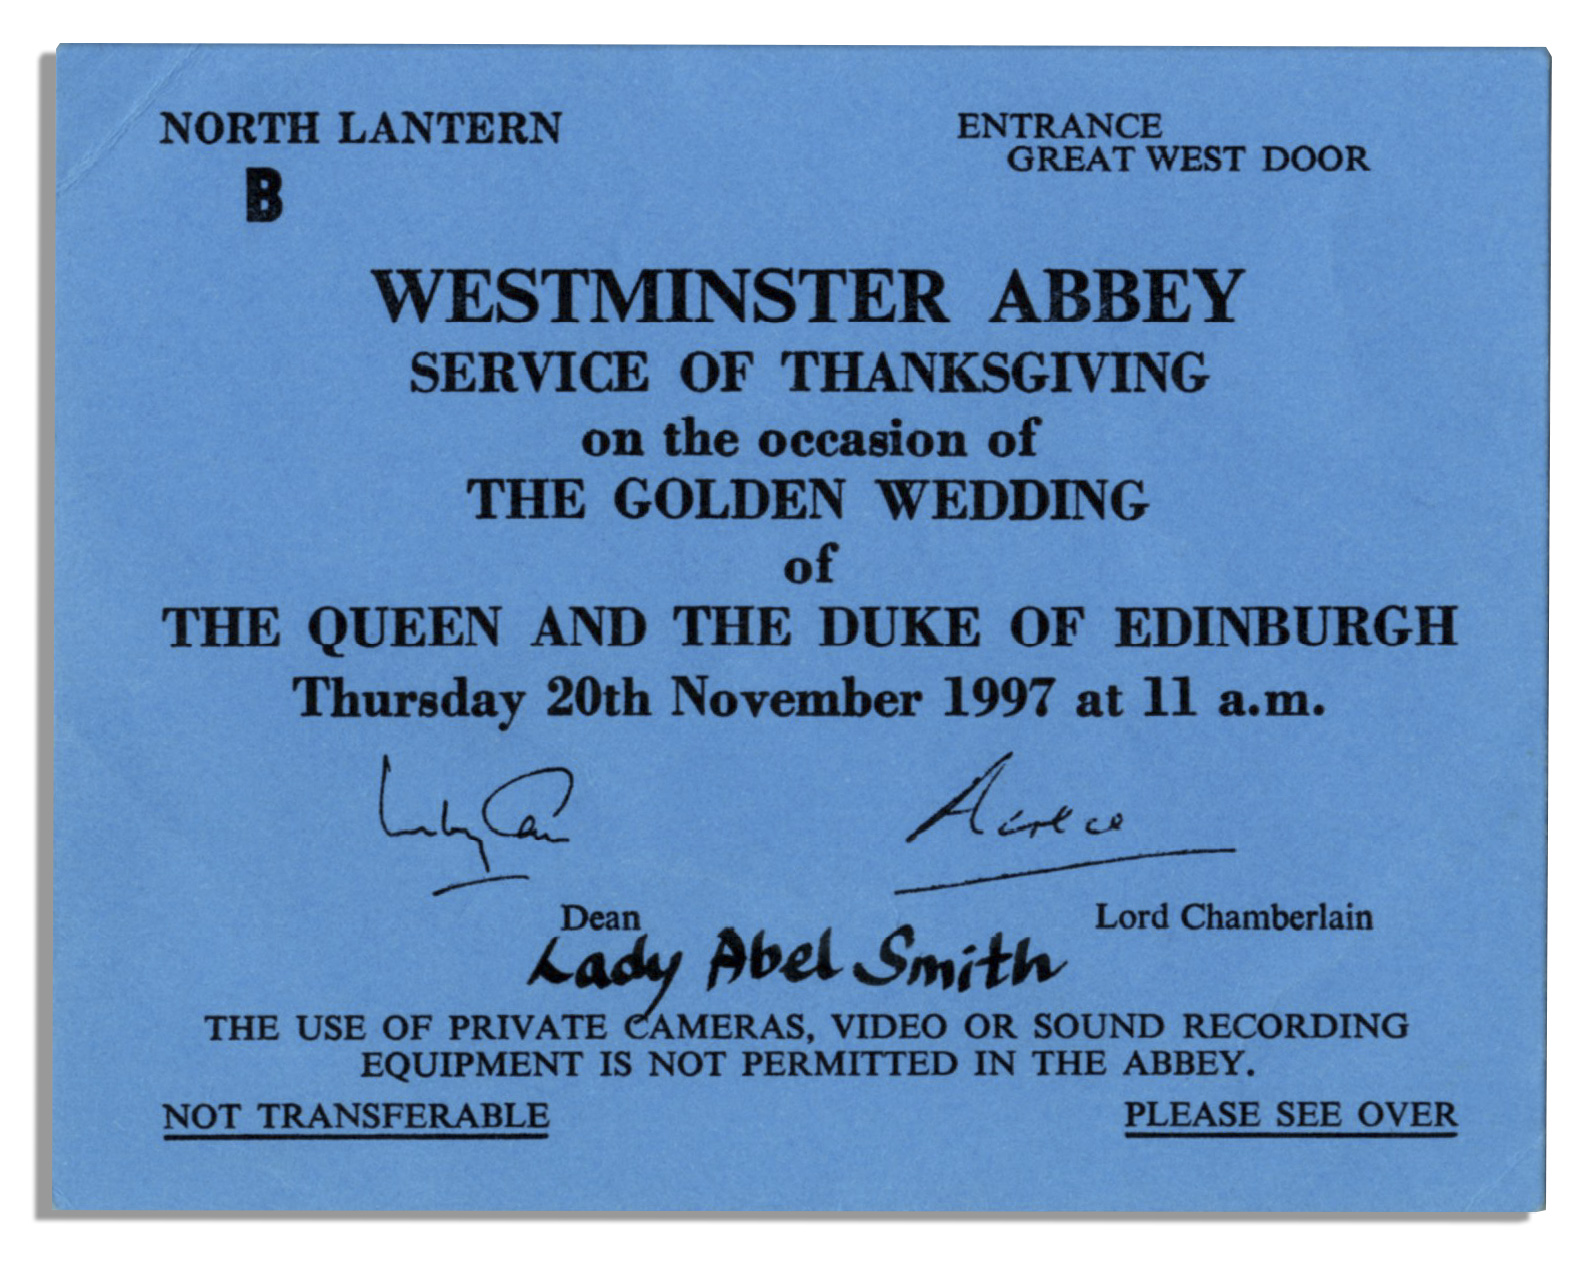 NORTH LANTERN
B
ENTRANCE
GREAT WEST DOOR
WESTMINSTER ABBEY
SERVICE OF THANKSGIVING
on the occasion of
THE GOLDEN WEDDING
of
THE QUEEN AND THE DUKE OF EDINBURGH
Thursday 20th November 1997 at 11 a.m.
Dean
Lord Chamberlain
Lady Abel Smith
THE USE OF PRIVATE CAMERAS, VIDEO OR SOUND RECORDING
EQUIPMENT IS NOT PERMITTED IN THE ABBEY.
NOT TRANSFERABLE
PLEASE SEE OVER